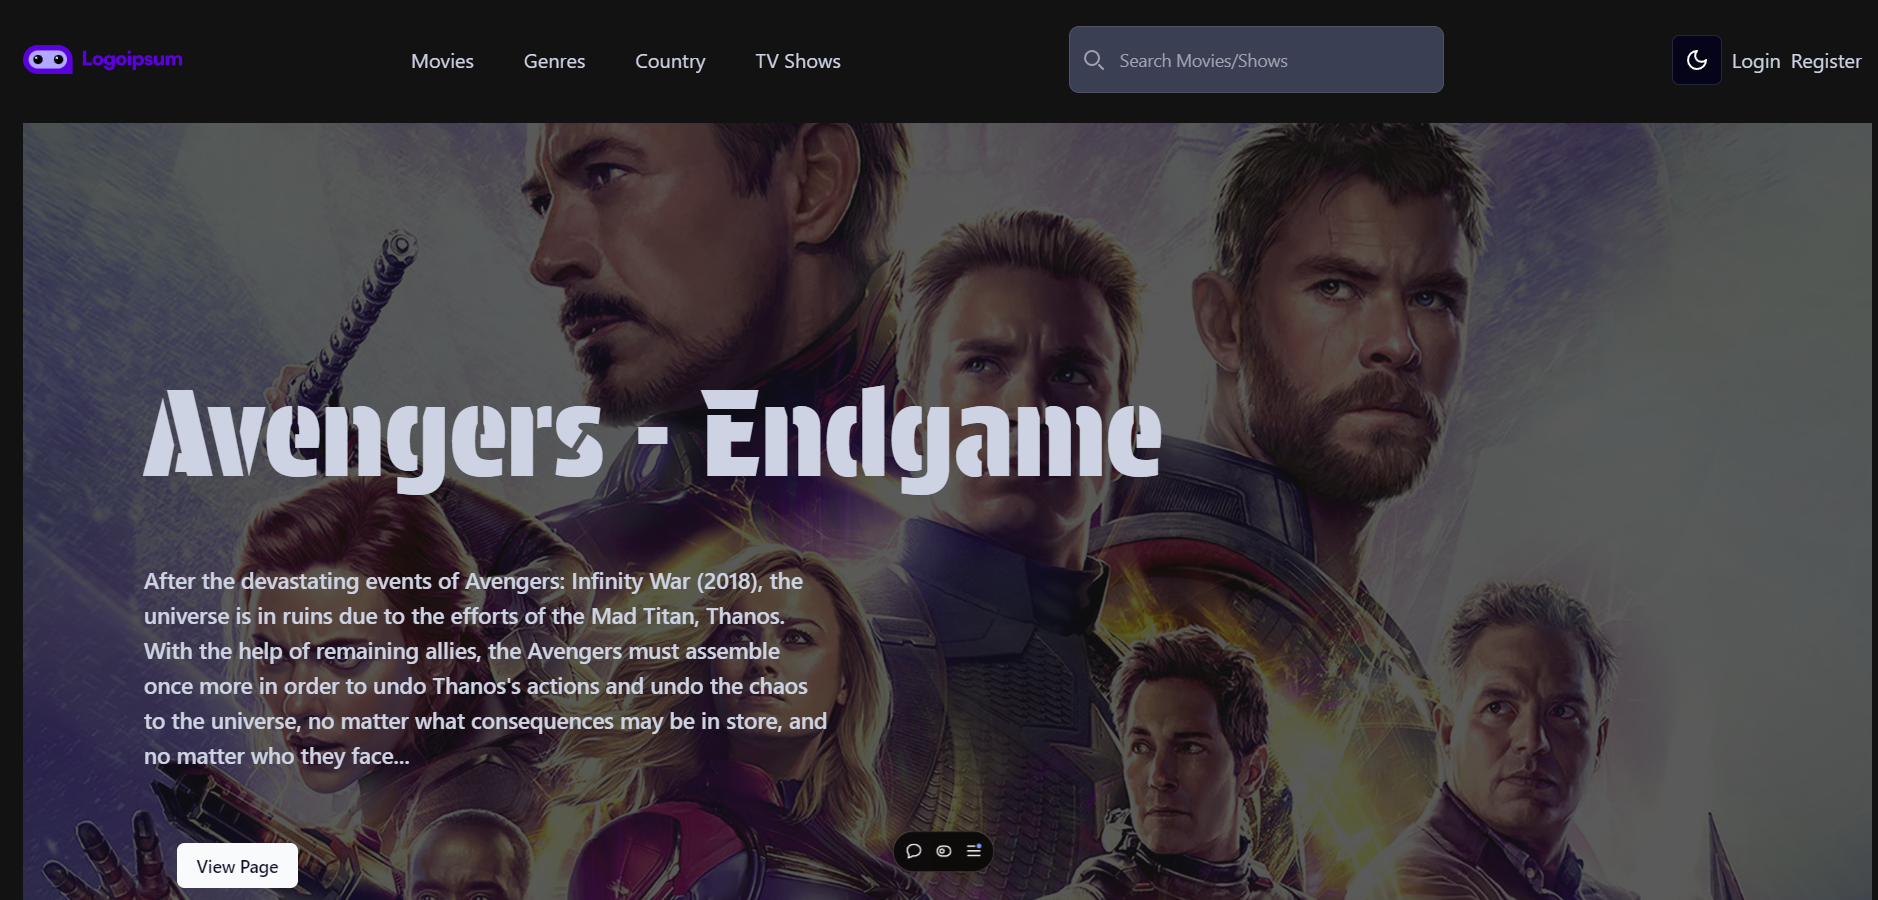 Logoipsum
Movies Genres Country TV Shows
Search Movies/Shows
Login Register
Avengers - Endgame
After the devastating events of Avengers: Infinity War (2018), the
universe is in ruins due to the efforts of the Mad Titan, Thanos.
With the help of remaining allies, the Avengers must assemble
once more in order to undo Thanos's actions and undo the chaos
to the universe, no matter what consequences may be in store, and
no matter who they face...
View Page